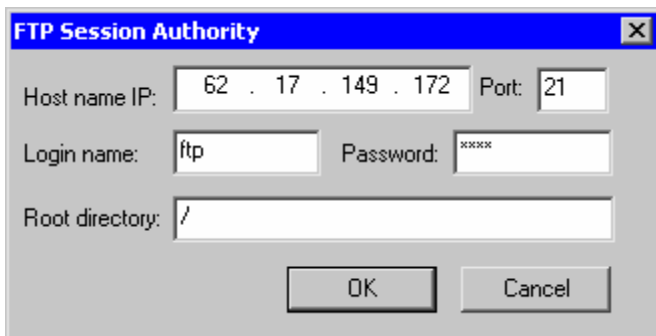 FTP Session Authority
Host name IP: 62 . 17 . 149 . 172 Port: 21
Login name: ftp Password: ****
Root directory: /
OK Cancel